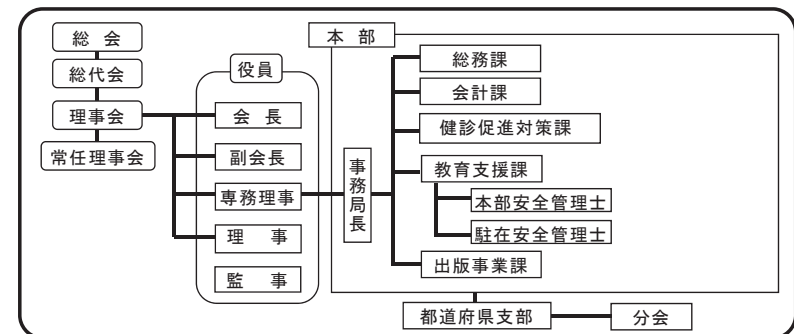 総 会
総代会
理事会
常任理事会
役員
会 長
副会長
専務理事
理 事
監 事
本 部
事務局長
総務課
会計課
健診促進対策課
教育支援課
本部安全管理士
駐在安全管理士
出版事業課
都道府県支部
分会